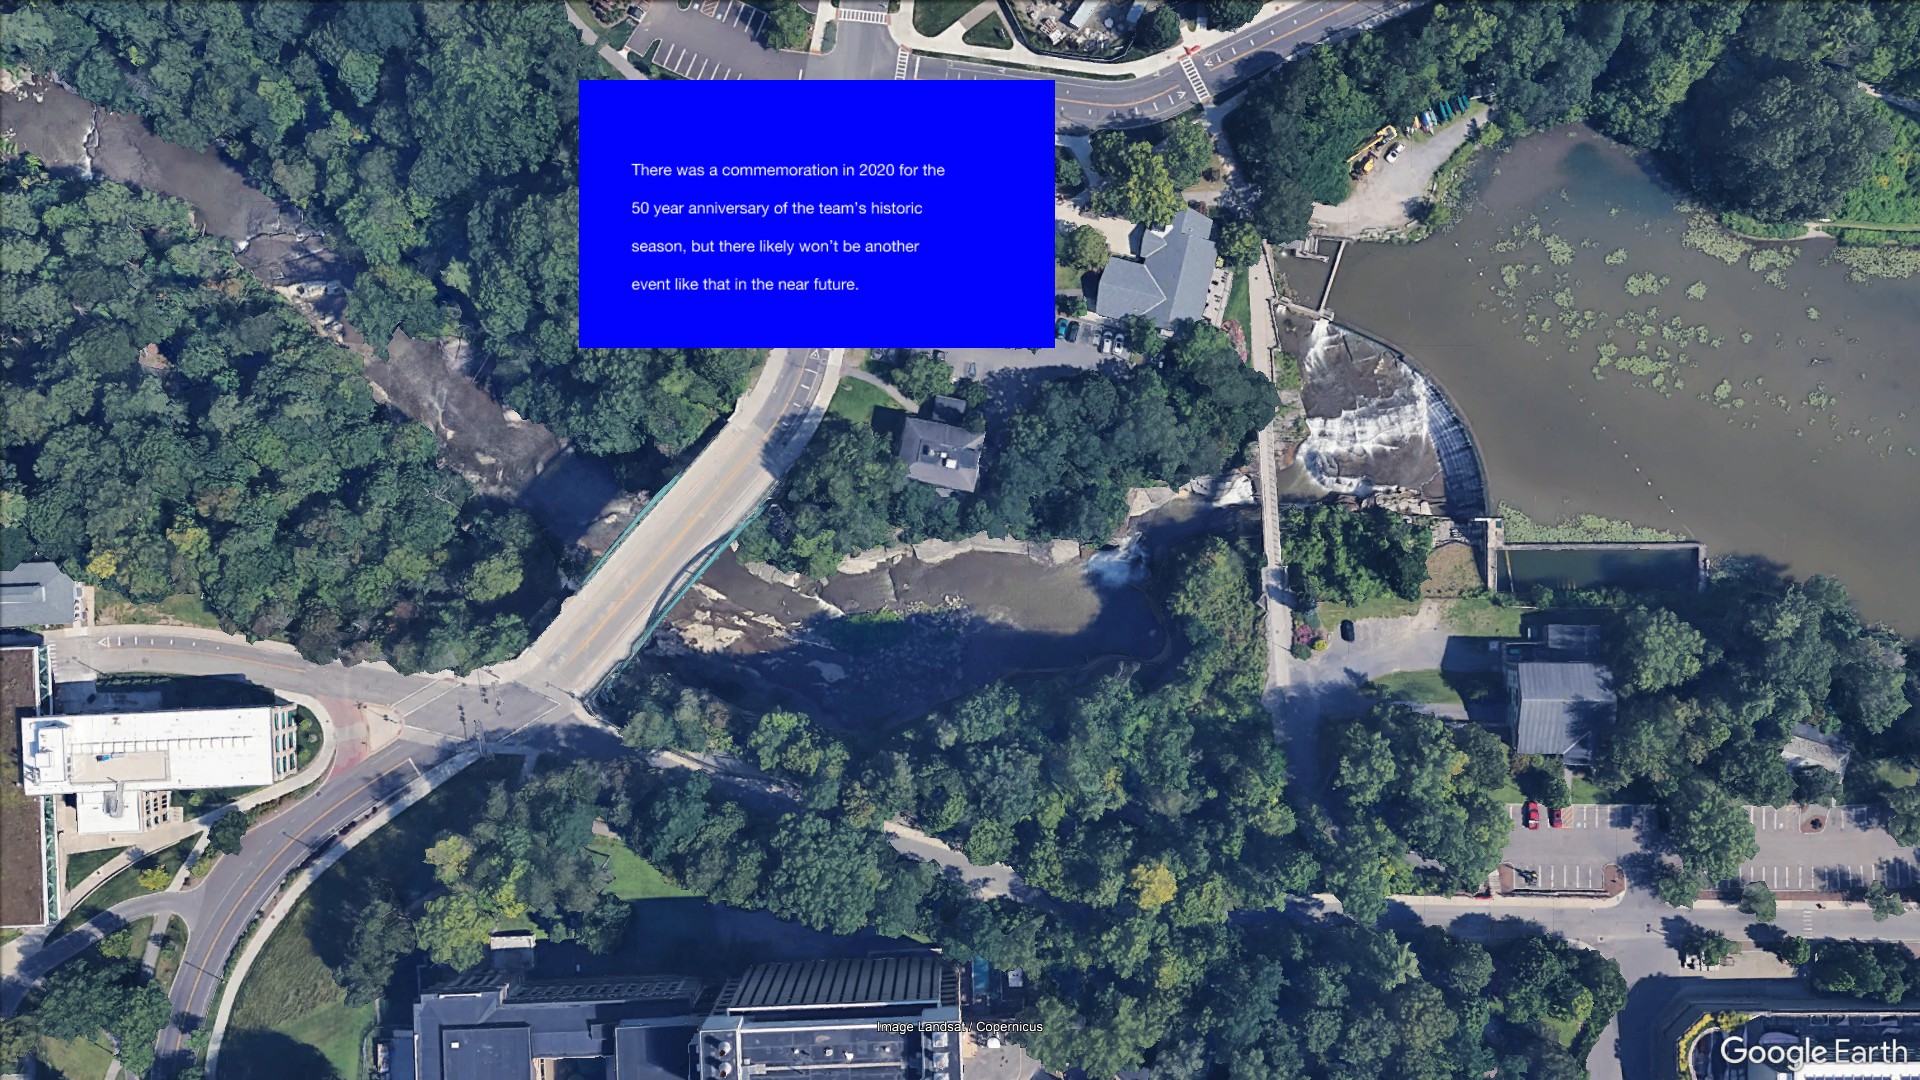 There was a commemoration in 2020 for the
50 year anniversary of the team’s historic
season, but there likely won’t be another
event like that in the near future.
Image Landsat / Copernicus
Google Earth